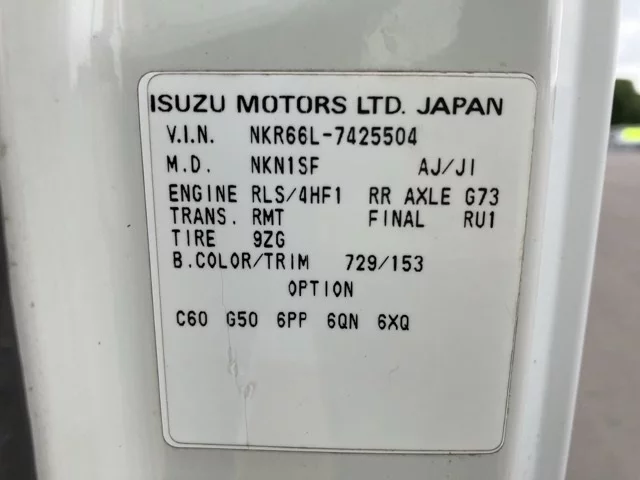 ISUZU MOTORS LTD. JAPAN
V.I.N. NKR66L-7425504
M.D. NKN1SF AJ/JI
ENGINE RLS/4HF1 RR AXLE G73
TRANS. RMT FINAL RU1
TIRE 9ZG
B.COLOR/TRIM 729/153
OPTION
C60 G50 6PP 6QN 6XQ